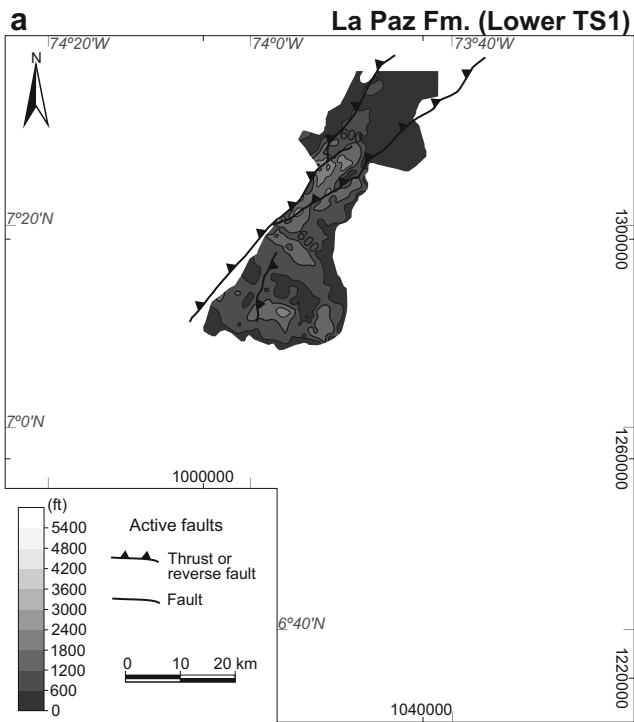 a
La Paz Fm. (Lower TS1)
74°20'W
74°0'W
73°40'W
N
600
7°20'N
1300000
600
7°0'N
1260000
1000000
(ft)
5400
4800
4200
3600
3000
2400
1800
1200
600
0
Active faults
Thrust or
reverse fault
Fault
0 10 20 km
6°40'N
1220000
1040000